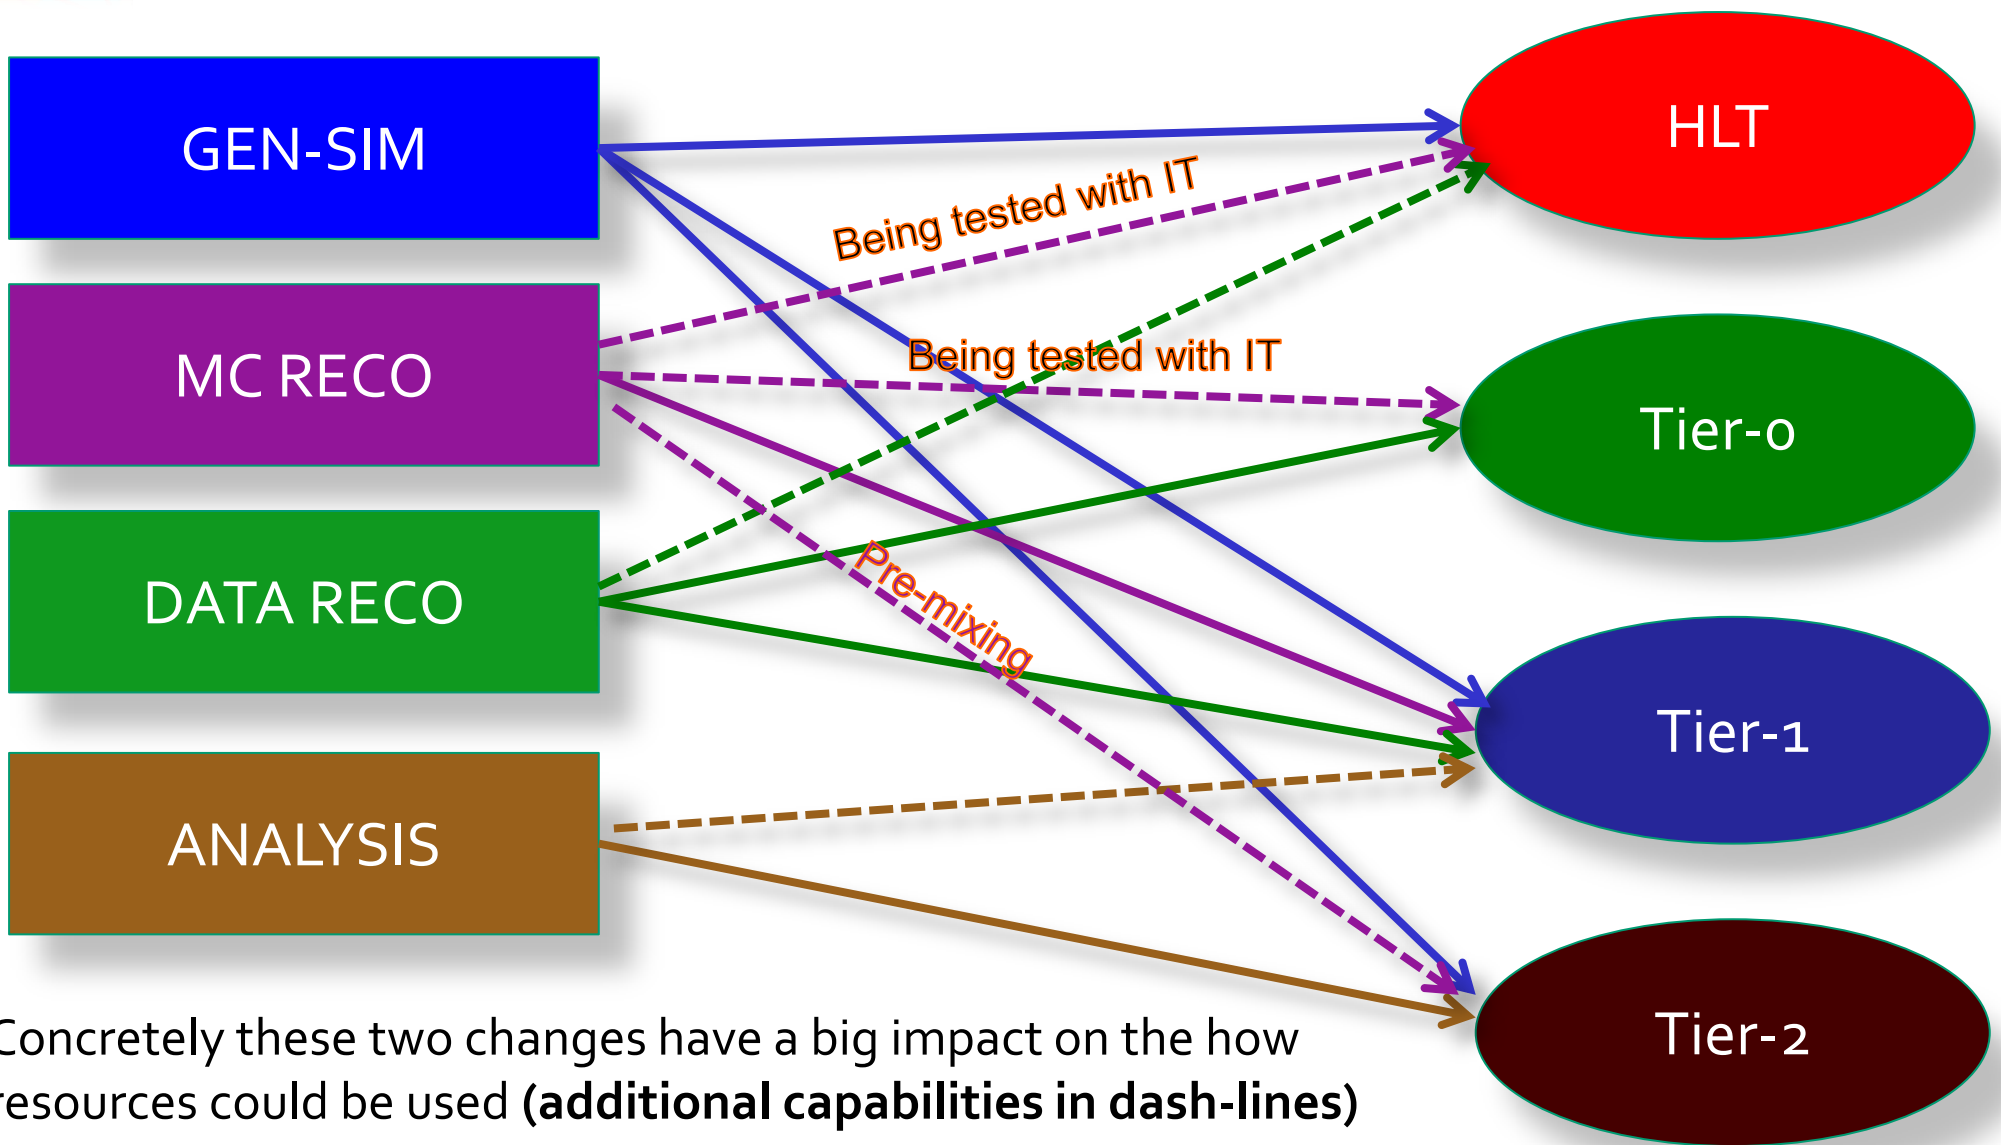 GEN-SIM
HLT
Being tested with IT
MC RECO
Being tested with IT
Tier-0
DATA RECO
Pre-mixing
Tier-1
ANALYSIS
Tier-2
Concretely these two changes have a big impact on the how
resources could be used (additional capabilities in dash-lines)